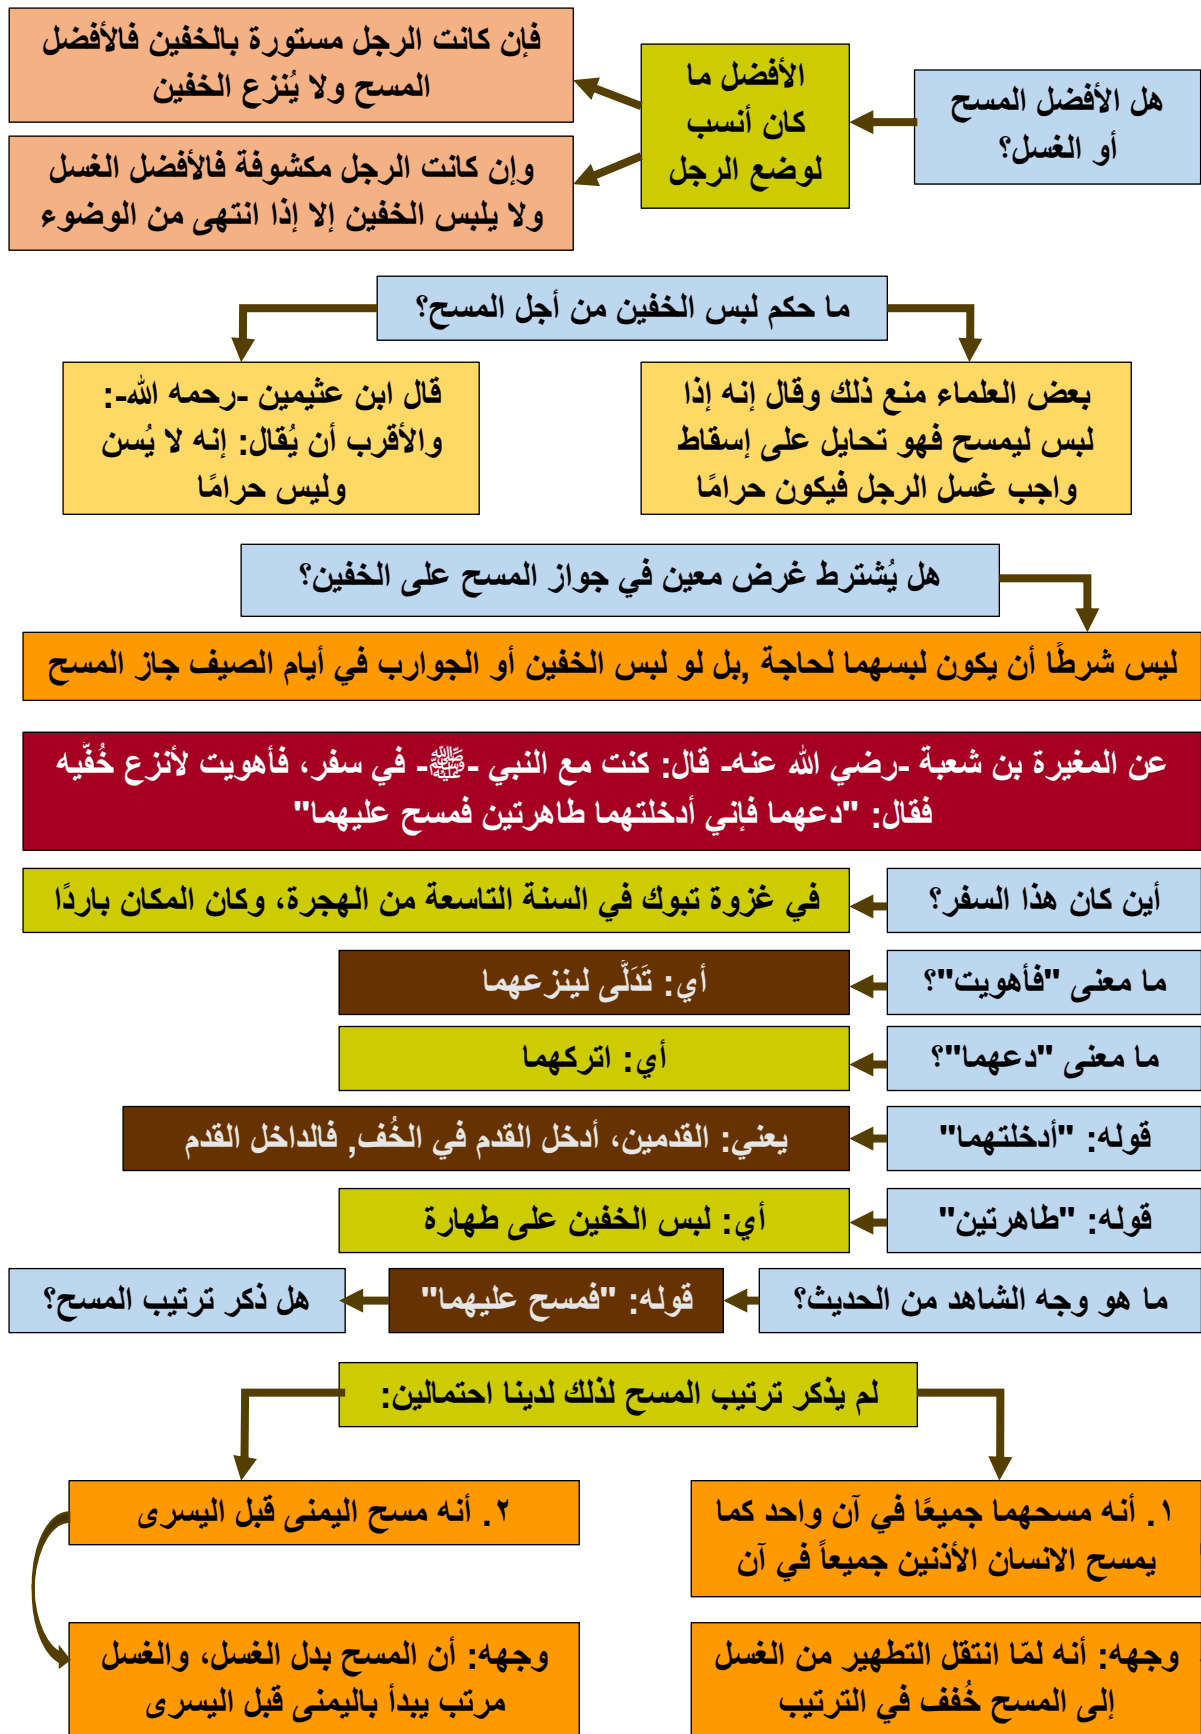 هل الأفضل المسح
أو الغسل؟
الأفضل ما
كان أنسب
لوضع الرجل
فإن كانت الرجل مستورة بالخفين فالأفضل
المسح ولا يُنزع الخفين
وإن كانت الرجل مكشوفة فالأفضل الغسل
ولا يلبس الخفين إلا إذا انتهى من الوضوء
ما حكم لبس الخفين من أجل المسح؟
بعض العلماء منع ذلك وقال إنه إذا
لبس ليمسح فهو تحايل على إسقاط
واجب غسل الرجل فيكون حرامًا
قال ابن عثيمين -رحمه الله-:
والأقرب أن يُقال: إنه لا يُسن
وليس حرامًا
هل يُشترط غرض معين في جواز المسح على الخفين؟
ليس شرطًا أن يكون لبسهما لحاجة ,بل لو لبس الخفين أو الجوارب في أيام الصيف جاز المسح
عن المغيرة بن شعبة -رضي الله عنه- قال: كنت مع النبي -ﷺ- في سفر، فأهويت لأنزع خُفّيه
فقال: "دعهما فإني أدخلتهما طاهرتين فمسح عليهما"
أين كان هذا السفر؟
في غزوة تبوك في السنة التاسعة من الهجرة، وكان المكان باردًا
ما معنى "فأهويت"؟
أي: تَدَلَّى لينزعهما
ما معنى "دعهما"؟
أي: اتركهما
قوله: "أدخلتهما"
يعني: القدمين، أدخل القدم في الخُف, فالداخل القدم
قوله: "طاهرتين"
أي: لبس الخفين على طهارة
ما هو وجه الشاهد من الحديث؟
قوله: "فمسح عليهما"
هل ذكر ترتيب المسح؟
لم يذكر ترتيب المسح لذلك لدينا احتمالين:
١. أنه مسحهما جميعًا في آن واحد كما
يمسح الانسان الأذنين جميعاً في آن
٢. أنه مسح اليمنى قبل اليسرى
وجهه: أنه لمّا انتقل التطهير من الغسل
إلى المسح خُفف في الترتيب
وجهه: أن المسح بدل الغسل، والغسل
مرتب يبدأ باليمنى قبل اليسرى